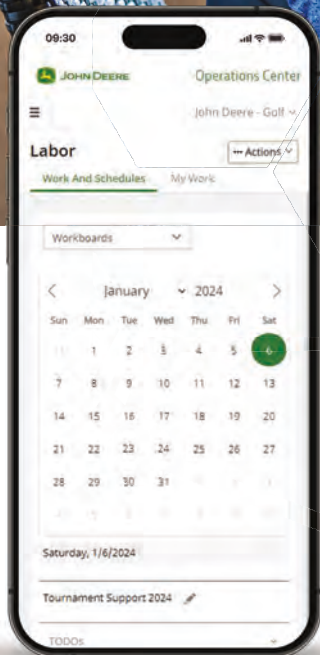 09:30
JOHN DEERE Operations Center
John Deere - Golf
Labor ••• Actions
Work And Schedules My Work
Workboards
January 2024
Sun Mon Tue Wed Thu Fri Sat
1 2 3 4 5 6
7 8 9 10 11 12 13
14 15 16 17 18 19 20
21 22 23 24 25 26 27
28 29 30 31
Saturday, 1/6/2024
Tournament Support 2024
TODOs